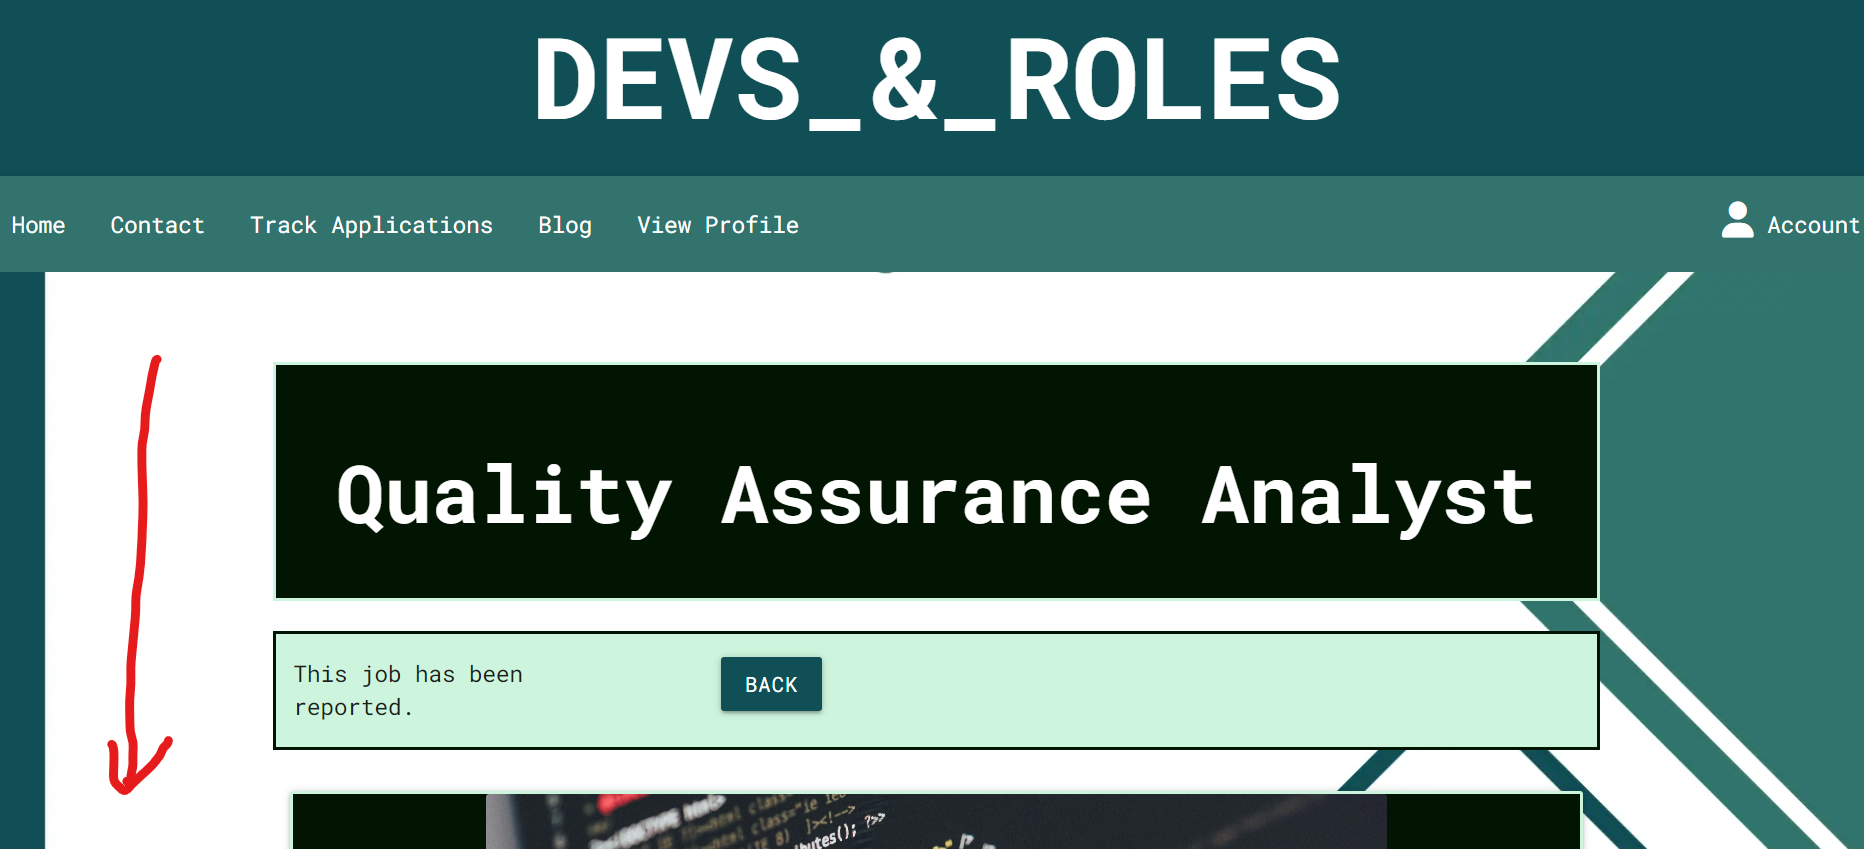 DEVS_&_ROLES
Home Contact Track Applications Blog View Profile Account
Quality Assurance Analyst
This job has been
reported.
BACK
butes(); ?>>